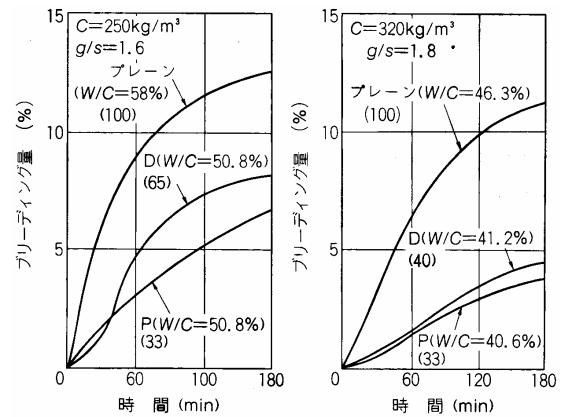 C=250kg/m³
g/s=1.6
プレーン
(W/C=58%)
(100)
D(W/C=50.8%)
(65)
P(W/C=50.8%)
(33)
ブリーディング量 (%)
15
10
5
0
60
100
180
時 間 (min)
C=320kg/m³
g/s=1.8
プレーン(W/C=46.3%)
(100)
D(W/C=41.2%)
(40)
P(W/C=40.6%)
(33)
ブリーディング量 (%)
15
10
5
0
60
120
180
時 間 (min)